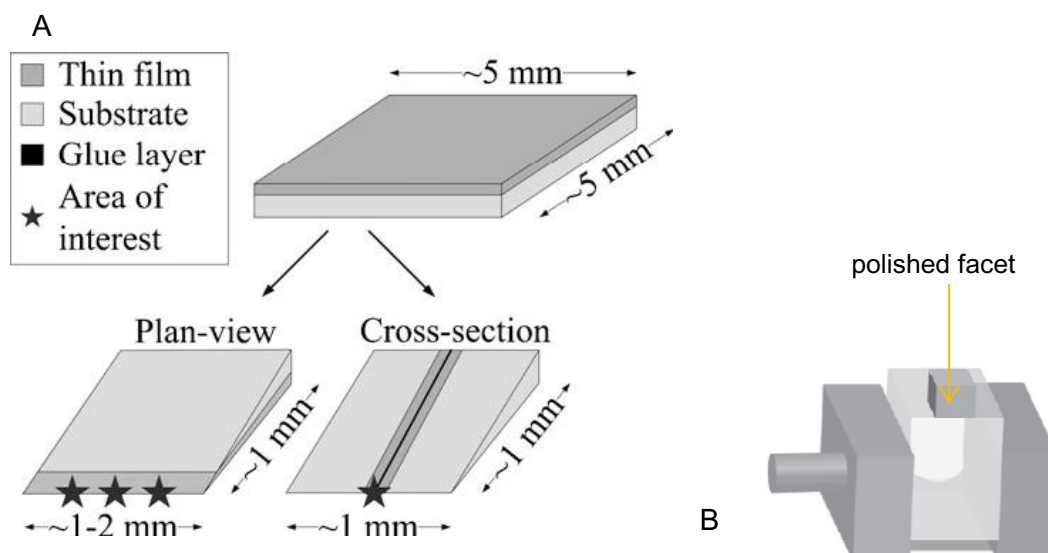 A
Thin film
Substrate
Glue layer
Area of
interest
~5 mm
~5 mm
Plan-view
Cross-section
~1 mm
~1 mm
~1-2 mm
~1 mm
polished facet
B